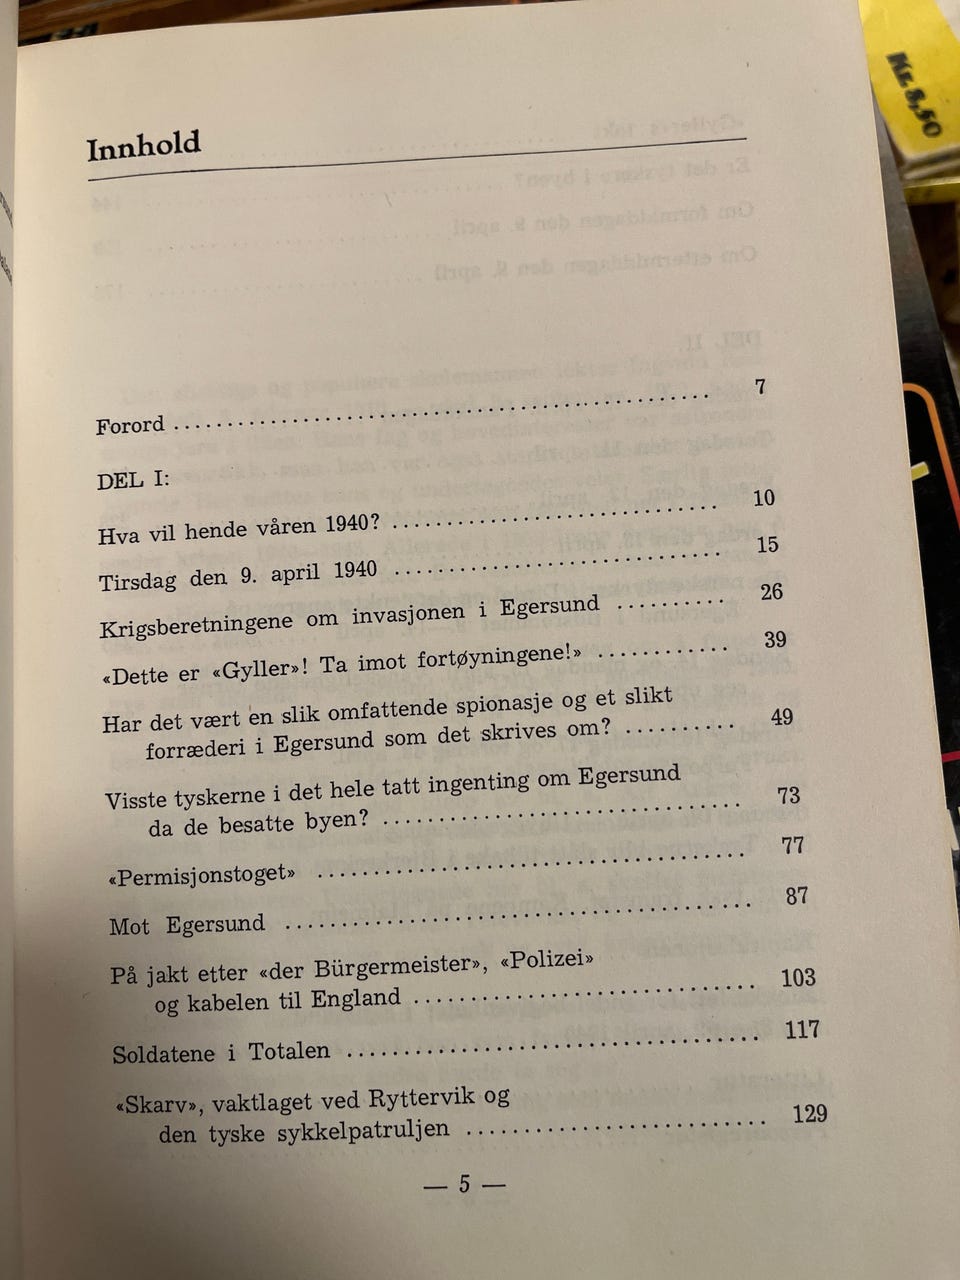 Innhold
Forord ........ 7
DEL I:
Hva vil hende våren 1940? ........ 10
Tirsdag den 9. april 1940 ........ 15
Krigsberetningene om invasjonen i Egersund ........ 26
«Dette er «Gyller»! Ta imot fortøyningene!» ........ 39
Har det vært en slik omfattende spionasje og et slikt
forræderi i Egersund som det skrives om? ........ 49
Visste tyskerne i det hele tatt ingenting om Egersund
da de besatte byen? ........ 73
«Permisjonstoget» ........ 77
Mot Egersund ........ 87
På jakt etter «der Bürgermeister», «Polizei»
og kabelen til England ........ 103
Soldatene i Totalen ........ 117
«Skarv», vaktlaget ved Ryttervik og
den tyske sykkelpatruljen ........ 129
— 5 —
Kr. 8,50